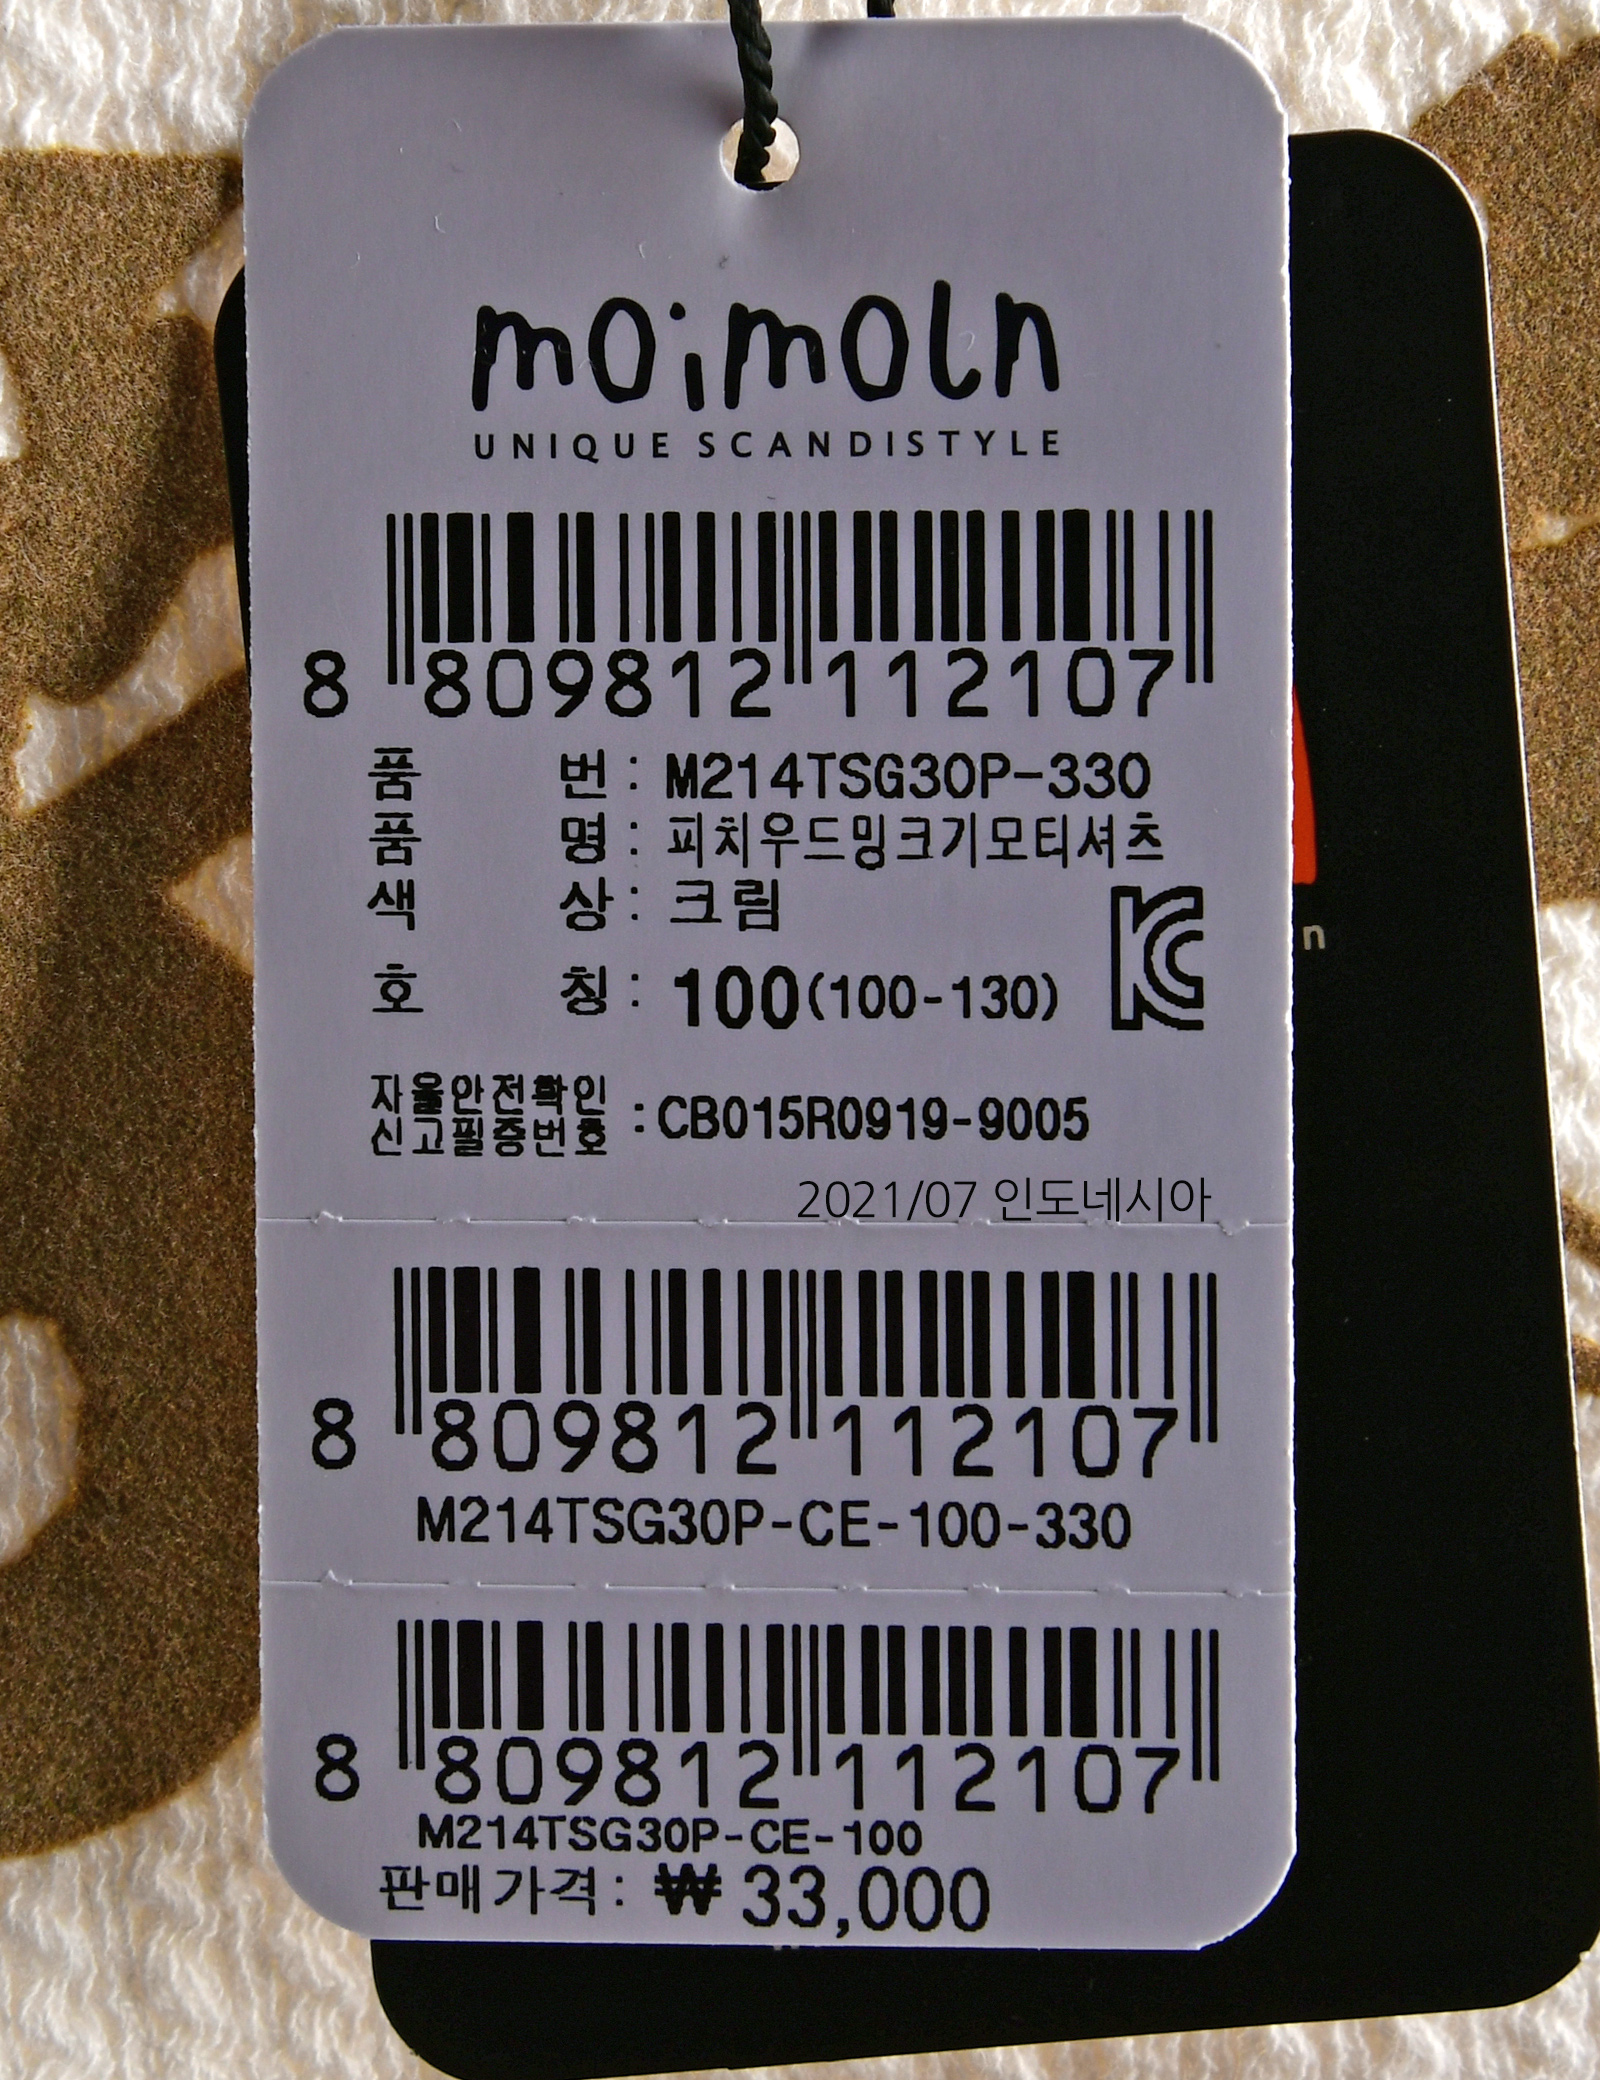 moimoln
UNIQUE SCANDISTYLE
8 809812 112107
품 번 : M214TSG30P-330
품 명 : 피치우드밍크기모티셔츠
색 상 : 크림
호 칭 : 100(100-130)
자율안전확인
신고필증번호 : CB015R0919-9005
2021/07 인도네시아
8 809812 112107
M214TSG30P-CE-100-330
8 809812 112107
M214TSG30P-CE-100
판매가격 : ₩ 33,000
n